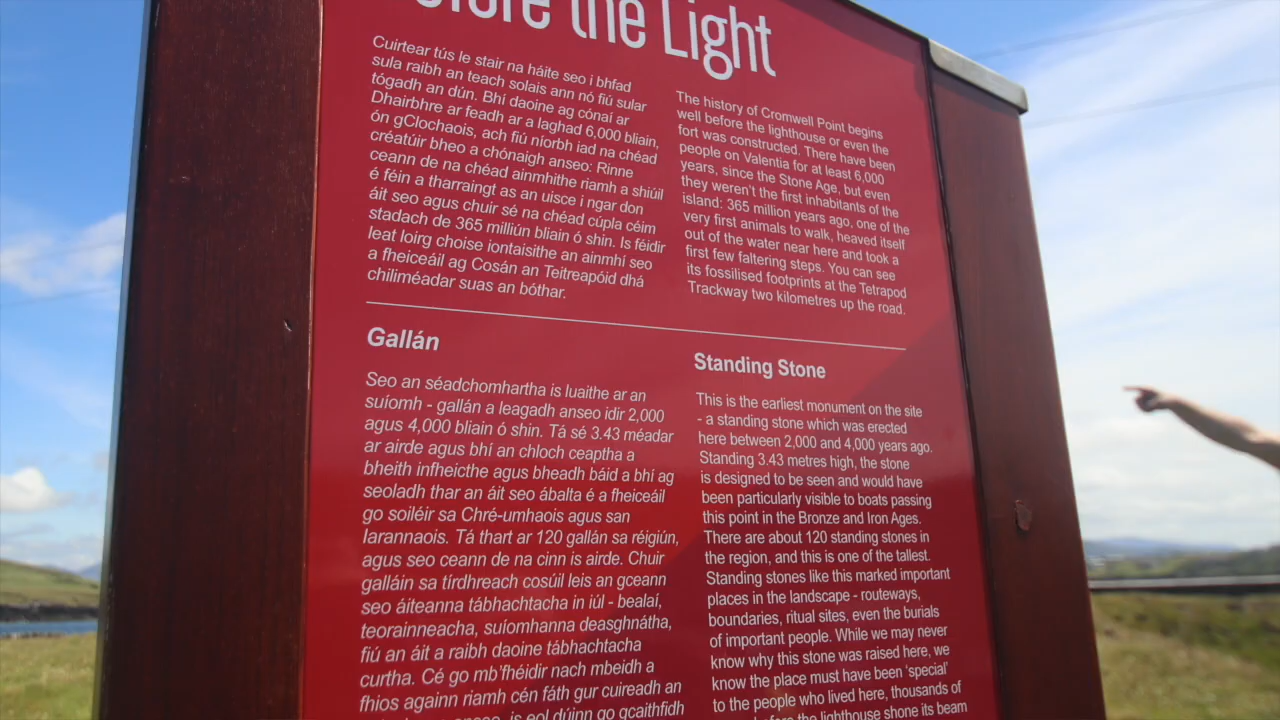 the Light
Cuirtear tús le stair na háite seo i bhfad
sula raibh an teach solais ann nó fiú sular
tógadh an dún. Bhí daoine ag cónaí ar
Dhairbhre ar feadh ar a laghad 6,000 bliain,
ón gClochaois, ach fiú níorbh iad na chéad
créatúir bheo a chónaigh anseo: Rinne
ceann de na chéad ainmhithe riamh a shiúil
é féin a tharraingt as an uisce i ngar don
áit seo agus chuir sé na chéad cúpla céim
stadach de 365 milliún bliain ó shin. Is féidir
leat loirg choise iontaisithe an ainmhí seo
a fheiceáil ag Cosán an Teitreapóid dhá
chiliméadar suas an bóthar.
The history of Cromwell Point begins
well before the lighthouse or even the
fort was constructed. There have been
people on Valentia for at least 6,000
years, since the Stone Age, but even
they weren't the first inhabitants of the
island: 365 million years ago, one of the
very first animals to walk, heaved itself
out of the water near here and took a
first few faltering steps. You can see
its fossilised footprints at the Tetrapod
Trackway two kilometres up the road.
Gallán
Seo an séadchomhartha is luaithe ar an
suíomh - gallán a leagadh anseo idir 2,000
agus 4,000 bliain ó shin. Tá sé 3.43 méadar
ar airde agus bhí an chloch ceaptha a
bheith infheicthe agus bheadh báid a bhí ag
seoladh thar an áit seo ábalta é a fheiceáil
go soiléir sa Chré-umhaois agus san
Iarannaois. Tá thart ar 120 gallán sa réigiún,
agus seo ceann de na cinn is airde. Chuir
galláin sa tírdhreach cosúil leis an gceann
seo áiteanna tábhachtacha in iúl - bealaí,
teorainneacha, suíomhanna deasghnátha,
fiú an áit a raibh daoine tábhachtacha
curtha. Cé go mb'fhéidir nach mbeidh a
fhios againn riamh cén fáth gur cuireadh an
is eol dúinn go gcaithfidh
Standing Stone
This is the earliest monument on the site
- a standing stone which was erected
here between 2,000 and 4,000 years ago.
Standing 3.43 metres high, the stone
is designed to be seen and would have
been particularly visible to boats passing
this point in the Bronze and Iron Ages.
There are about 120 standing stones in
the region, and this is one of the tallest.
Standing stones like this marked important
places in the landscape - routeways,
boundaries, ritual sites, even the burials
of important people. While we may never
know why this stone was raised here, we
know the place must have been 'special'
to the people who lived here, thousands of
before the lighthouse shone its beam